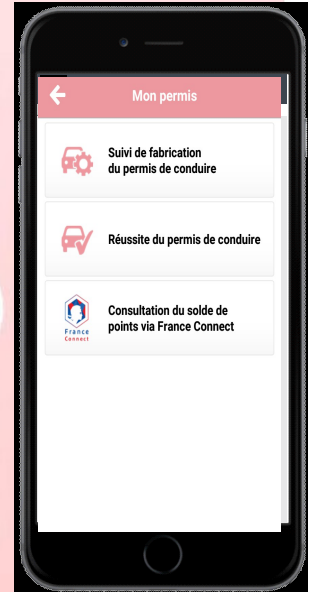 Mon permis
Suivi de fabrication
du permis de conduire
Réussite du permis de conduire
Consultation du solde de
points via France Connect
France
Connect